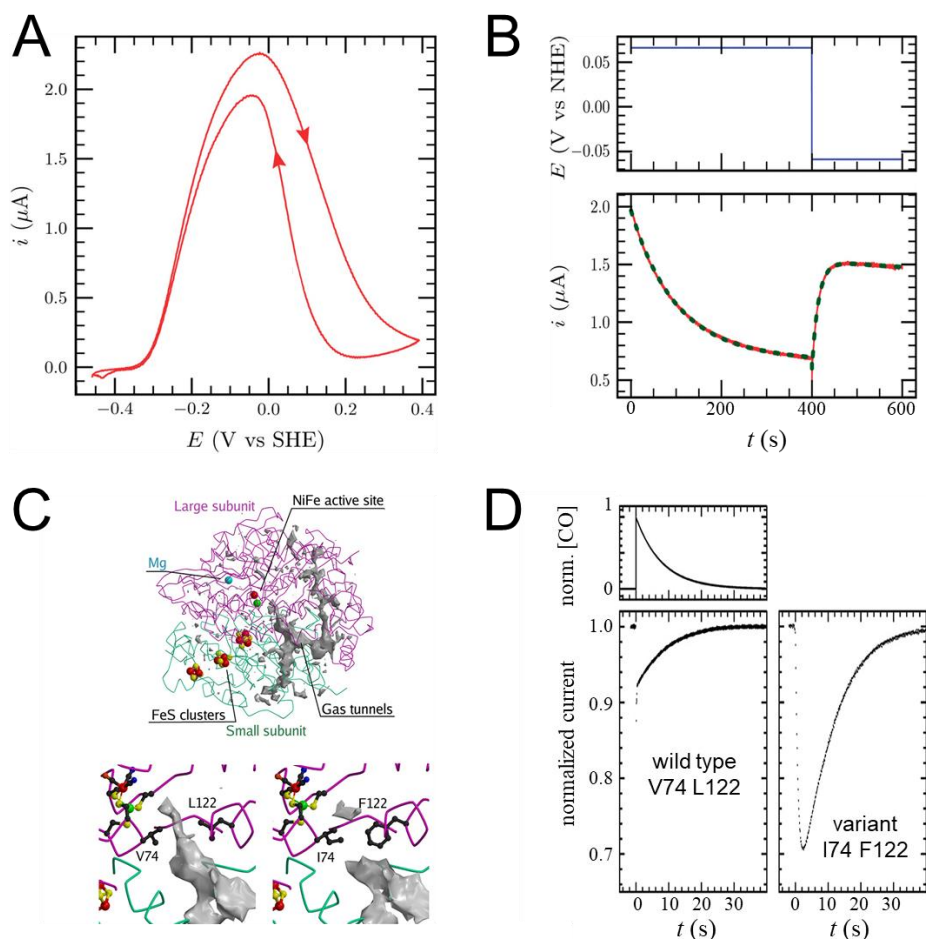 A
i (μA)
2.0
1.5
1.0
0.5
0.0
−0.4
−0.2
0.0
0.2
0.4
E (V vs SHE)
B
E (V vs NHE)
0.05
0.00
−0.05
i (μA)
2.0
1.5
1.0
0.5
0
200
400
600
t (s)
C
Large subunit
NiFe active site
Mg
FeS clusters
Gas tunnels
Small subunit
L122
V74
F122
I74
D
norm. [CO]
1
0
normalized current
1.0
0.9
0.8
0.7
wild type
V74 L122
variant
I74 F122
0 10 20 30
t (s)
0 10 20 30
t (s)